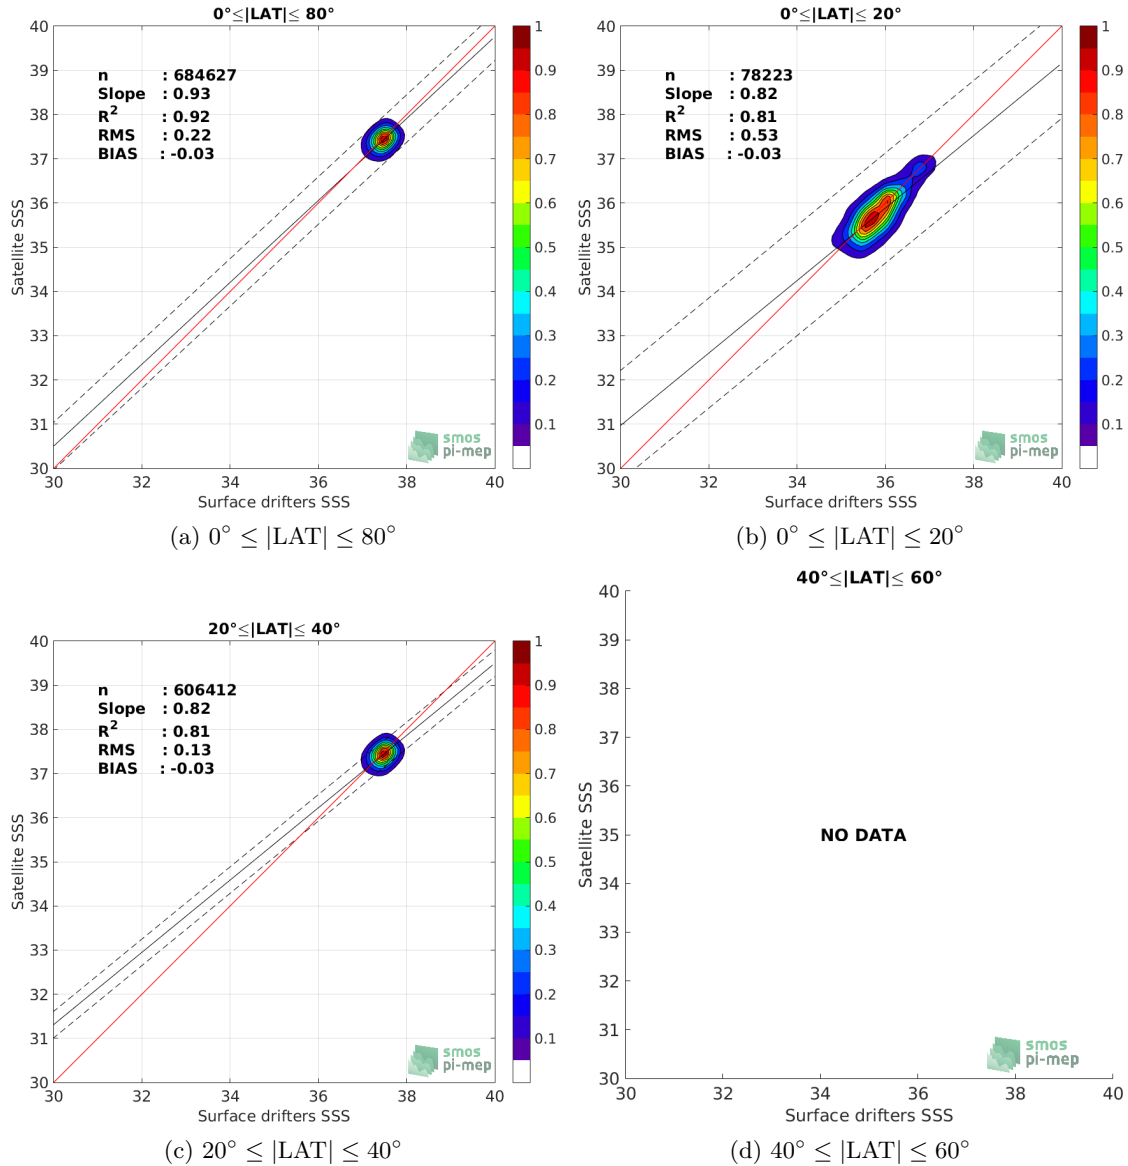 0°≤|LAT|≤ 80°
40
39
38
37
36
35
34
33
32
31
30
Satellite SSS
n : 684627
Slope : 0.93
R2 : 0.92
RMS : 0.22
BIAS : -0.03
smos
pi-mep
30 32 34 36 38 40
Surface drifters SSS
1
0.9
0.8
0.7
0.6
0.5
0.4
0.3
0.2
0.1
(a) 0° ≤ |LAT| ≤ 80°
0°≤|LAT|≤ 20°
40
39
38
37
36
35
34
33
32
31
30
Satellite SSS
n : 78223
Slope : 0.82
R2 : 0.81
RMS : 0.53
BIAS : -0.03
smos
pi-mep
30 32 34 36 38 40
Surface drifters SSS
1
0.9
0.8
0.7
0.6
0.5
0.4
0.3
0.2
0.1
(b) 0° ≤ |LAT| ≤ 20°
20°≤|LAT|≤ 40°
40
39
38
37
36
35
34
33
32
31
30
Satellite SSS
n : 606412
Slope : 0.82
R2 : 0.81
RMS : 0.13
BIAS : -0.03
smos
pi-mep
30 32 34 36 38 40
Surface drifters SSS
1
0.9
0.8
0.7
0.6
0.5
0.4
0.3
0.2
0.1
(c) 20° ≤ |LAT| ≤ 40°
40°≤|LAT|≤ 60°
40
39
38
37
36
35
34
33
32
31
30
Satellite SSS
NO DATA
smos
pi-mep
30 32 34 36 38 40
Surface drifters SSS
(d) 40° ≤ |LAT| ≤ 60°